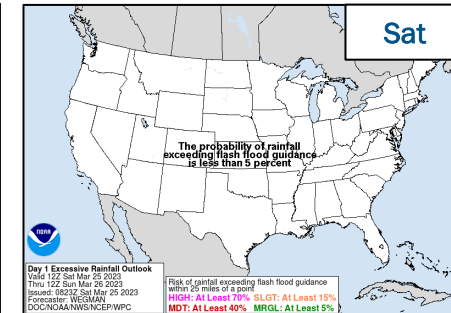 Sat
The probability of rainfall
exceeding flash flood guidance
is less than 5 percent
NOAA
Day 1 Excessive Rainfall Outlook
Valid 12Z Sat Mar 25 2023
Thru 12Z Sun Mar 26 2023
Issued: 0823Z Sat Mar 25 2023
Forecaster: WEGMAN
DOC/NOAA/NWS/NCEP/WPC
Risk of rainfall exceeding flash flood guidance
within 25 miles of a point
HIGH: At Least 70% SLGT: At Least 15%
MDT: At Least 40% MRGL: At Least 5%